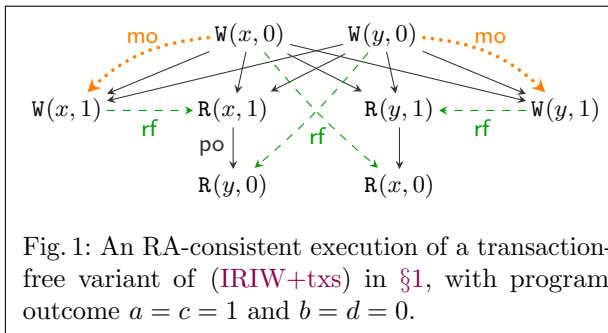 mo W(x, 0) W(y, 0) mo
W(x, 1) rf R(x, 1) R(y, 1) rf W(y, 1)
po rf
R(y, 0) R(x, 0)
Fig. 1: An RA-consistent execution of a transaction-
free variant of (IRIW+txs) in §1, with program
outcome a = c = 1 and b = d = 0.